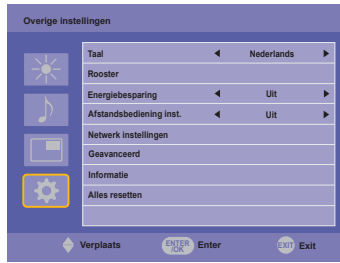 Overige instellingen
Taal Nederlands
Rooster
Energiebesparing Uit
Afstandsbediening inst. Uit
Netwerk instellingen
Geavanceerd
Informatie
Alles resetten
Verplaats ENTER /OK Enter EXIT Exit